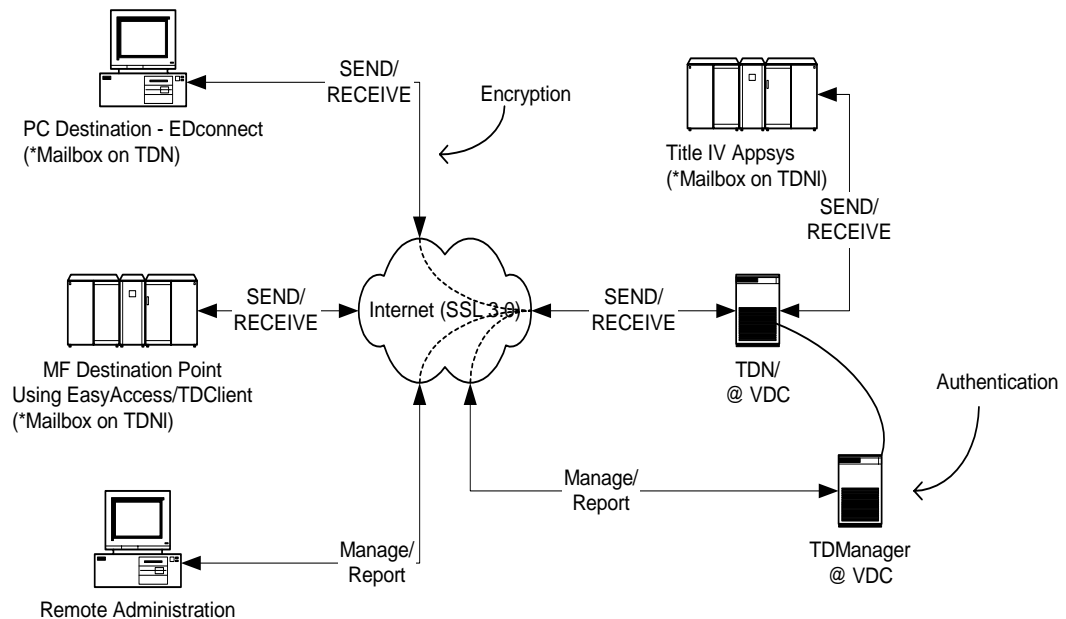 SEND/
RECEIVE
Encryption
PC Destination - EDconnect
(*Mailbox on TDN)
Title IV Appsys
(*Mailbox on TDNI)
SEND/
RECEIVE
SEND/
RECEIVE
Internet (SSL 3.0)
SEND/
RECEIVE
MF Destination Point
Using EasyAccess/TDClient
(*Mailbox on TDNI)
TDN/
@ VDC
Authentication
Manage/
Report
Manage/
Report
TDManager
@ VDC
Remote Administration